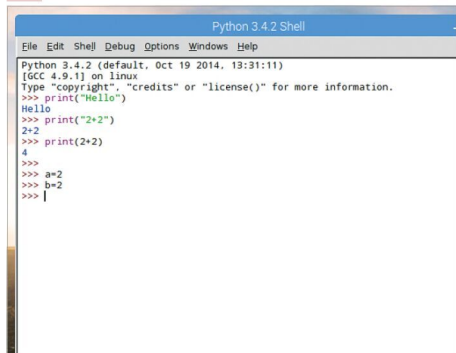 Python 3.4.2 Shell
File Edit Shell Debug Options Windows Help
Python 3.4.2 (default, Oct 19 2014, 13:31:11)
[GCC 4.9.1] on linux
Type "copyright", "credits" or "license()" for more information.
>>> print("Hello")
Hello
>>> print("2+2")
2+2
>>> print(2+2)
4
>>>
>>> a=2
>>> b=2
>>>